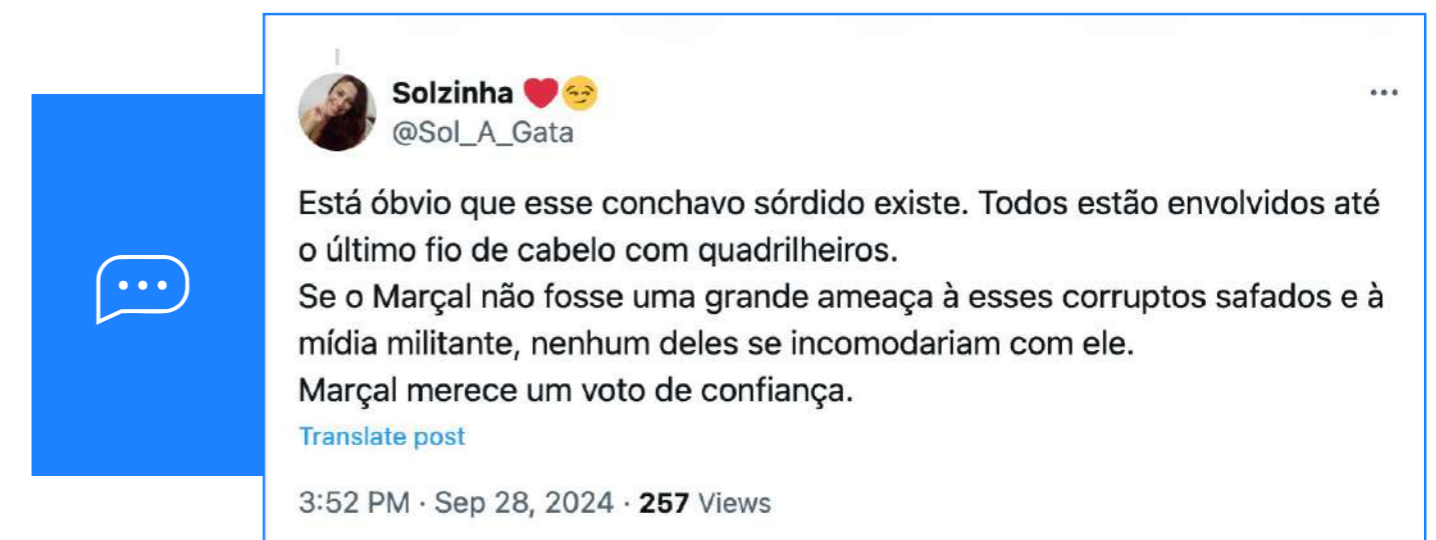 Solzinha ❤️😏
@Sol_A_Gata
Está óbvio que esse conchavo sórdido existe. Todos estão envolvidos até
o último fio de cabelo com quadrilheiros.
Se o Marçal não fosse uma grande ameaça à esses corruptos safados e à
mídia militante, nenhum deles se incomodariam com ele.
Marçal merece um voto de confiança.
Translate post
3:52 PM · Sep 28, 2024 · 257 Views